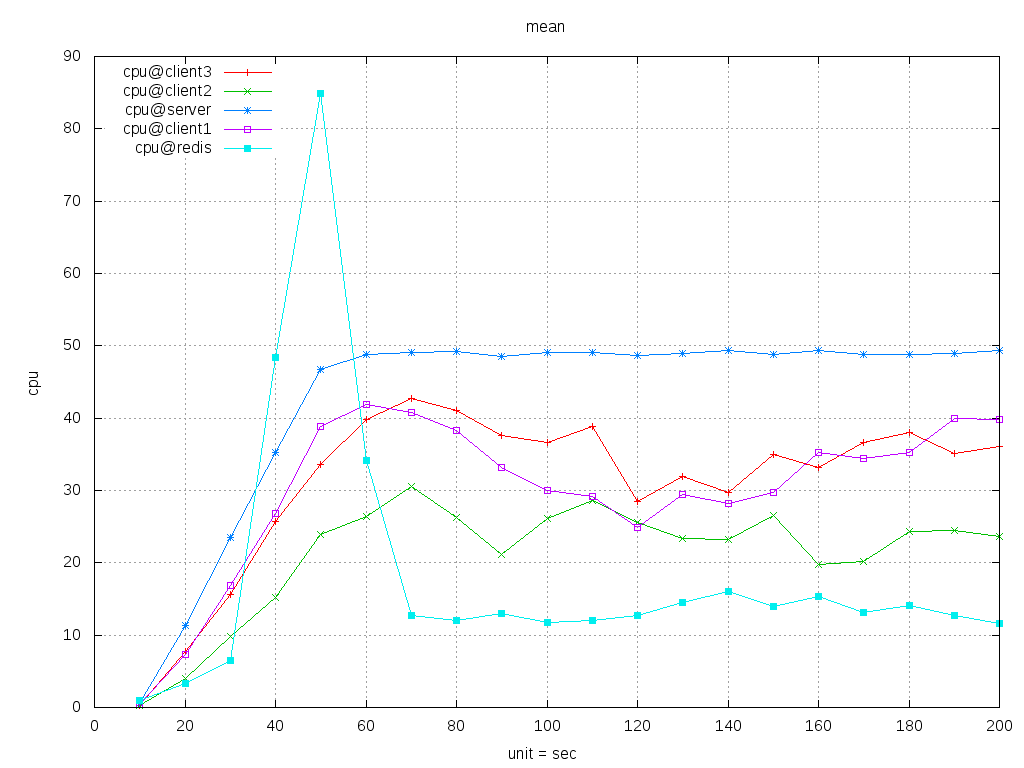 mean
90
80
70
60
50
40
30
20
10
0
cpu
cpu@client3
cpu@client2
cpu@server
cpu@client1
cpu@redis
0 20 40 60 80 100 120 140 160 180 200
unit = sec